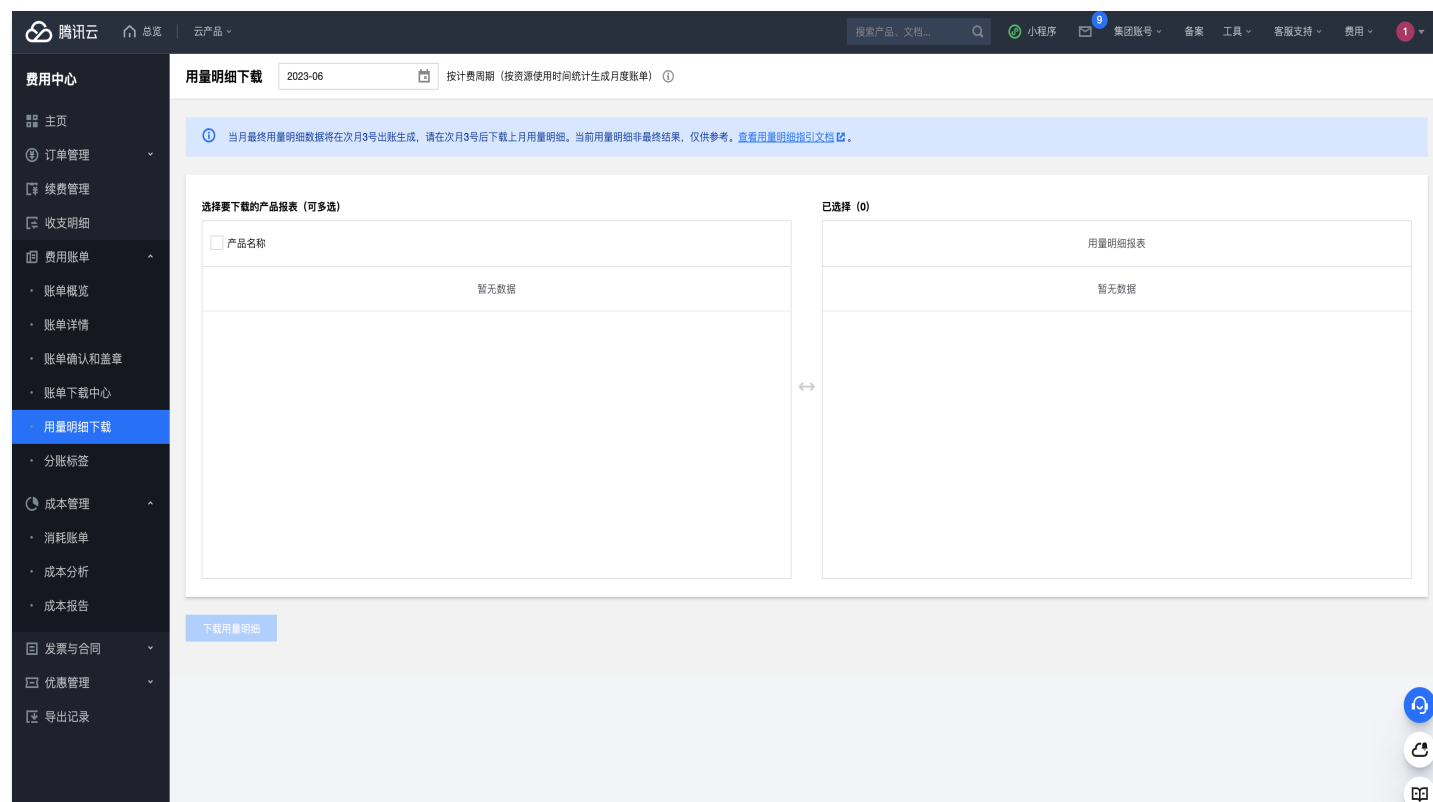 腾讯云 总览 云产品 搜索产品、文档... 小程序 9 集团账号 备案 工具 客服支持 费用 1
费用中心
主页
订单管理
续费管理
收支明细
费用账单
账单概览
账单详情
账单确认和盖章
账单下载中心
用量明细下载
分账标签
成本管理
消耗账单
成本分析
成本报告
发票与合同
优惠管理
导出记录
用量明细下载 2023-06 按计费周期（按资源使用时间统计生成月度账单）
当月最终用量明细数据将在次月3号出账生成，请在次月3号后下载上月用量明细。当前用量明细非最终结果，仅供参考。查看用量明细指引文档。
选择要下载的产品报表（可多选）
产品名称
暂无数据
已选择（0）
用量明细报表
暂无数据
下载用量明细